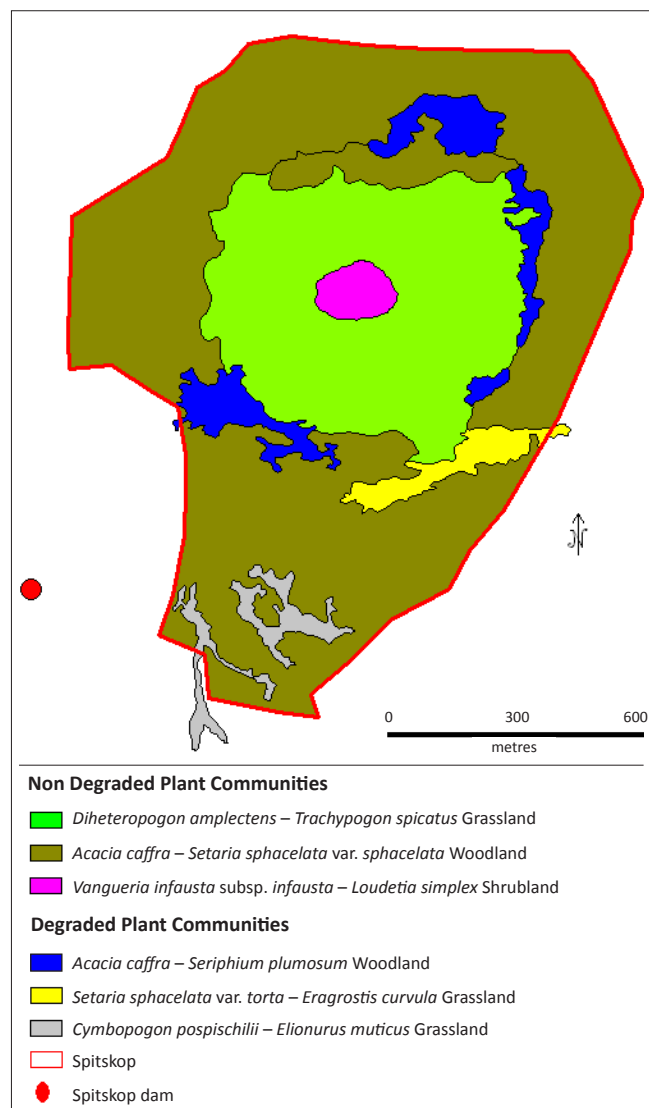 N
0 300 600
metres
Non Degraded Plant Communities
Diheteropogon amplectens – Trachypogon spicatus Grassland
Acacia caffra – Setaria sphacelata var. sphacelata Woodland
Vangueria infausta subsp. infausta – Loudetia simplex Shrubland
Degraded Plant Communities
Acacia caffra – Seriphium plumosum Woodland
Setaria sphacelata var. torta – Eragrostis curvula Grassland
Cymbopogon pospischilii – Elionurus muticus Grassland
Spitskop
Spitskop dam